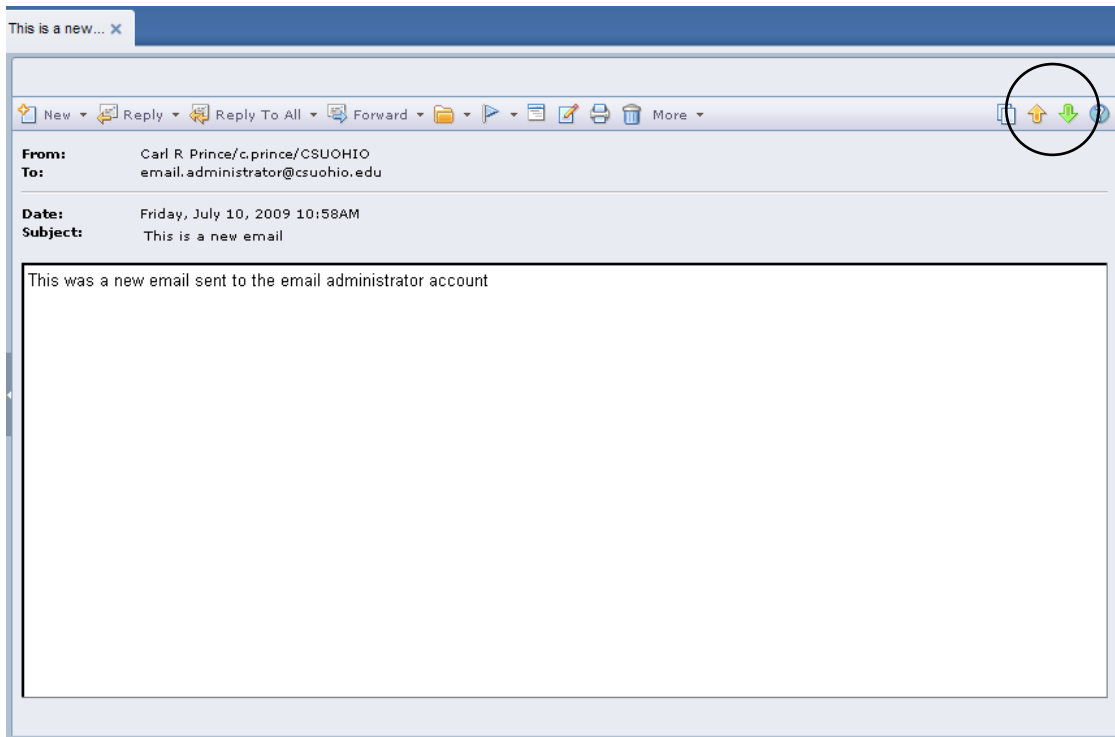 This is a new...
New Reply Reply To All Forward More
From: Carl R Prince/c.prince/CSUOHIO
To: email.administrator@csuohio.edu
Date: Friday, July 10, 2009 10:58AM
Subject: This is a new email
This was a new email sent to the email administrator account